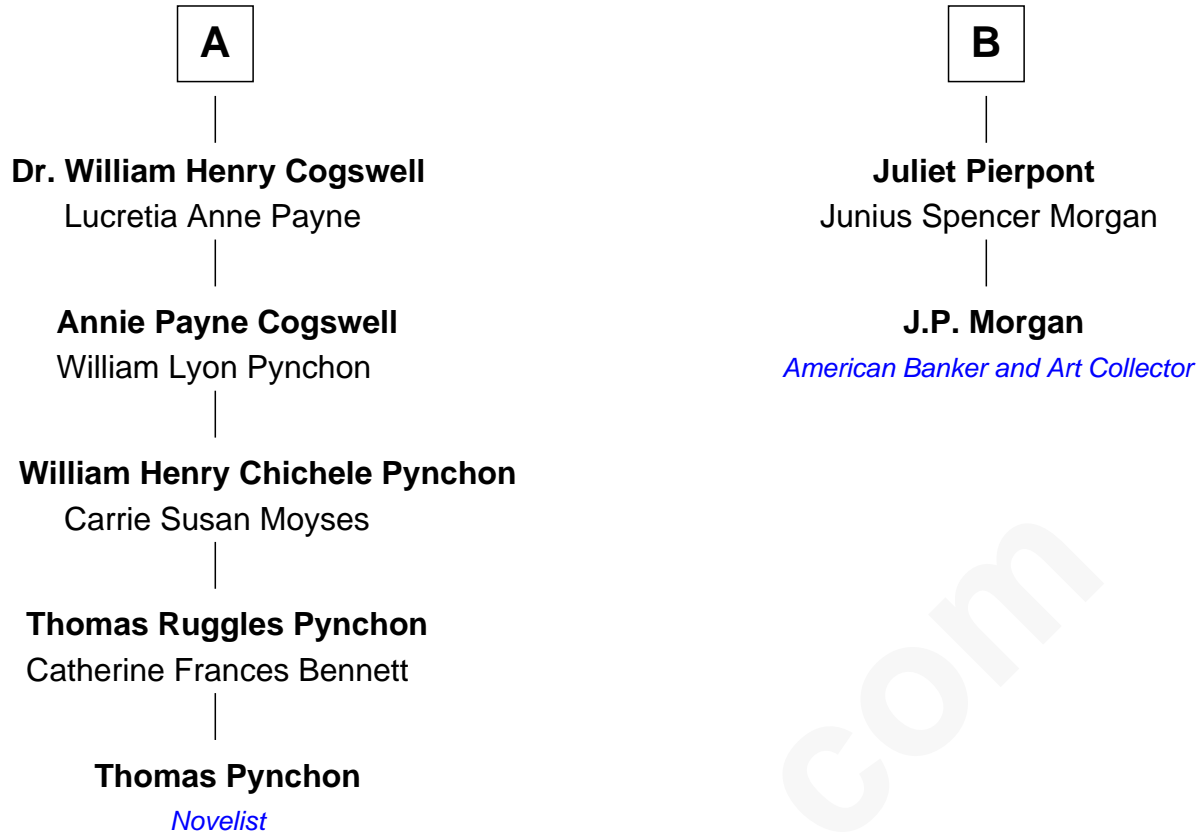 A
Dr. William Henry Cogswell
Lucretia Anne Payne
Annie Payne Cogswell
William Lyon Pynchon
William Henry Chichele Pynchon
Carrie Susan Moyses
Thomas Ruggles Pynchon
Catherine Frances Bennett
Thomas Pynchon
Novelist
B
Juliet Pierpont
Junius Spencer Morgan
J.P. Morgan
American Banker and Art Collector
com